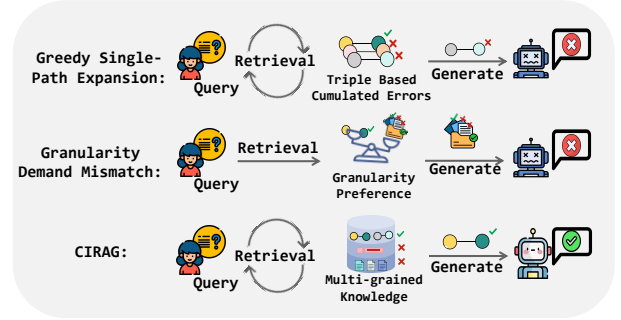 Greedy Single-
Path Expansion:
Query
Retrieval
Triple Based
Cumulated Errors
Generate
Granularity
Demand Mismatch:
Query
Retrieval
Granularity
Preference
Generate
CIRAG:
Query
Retrieval
Multi-grained
Knowledge
Generate